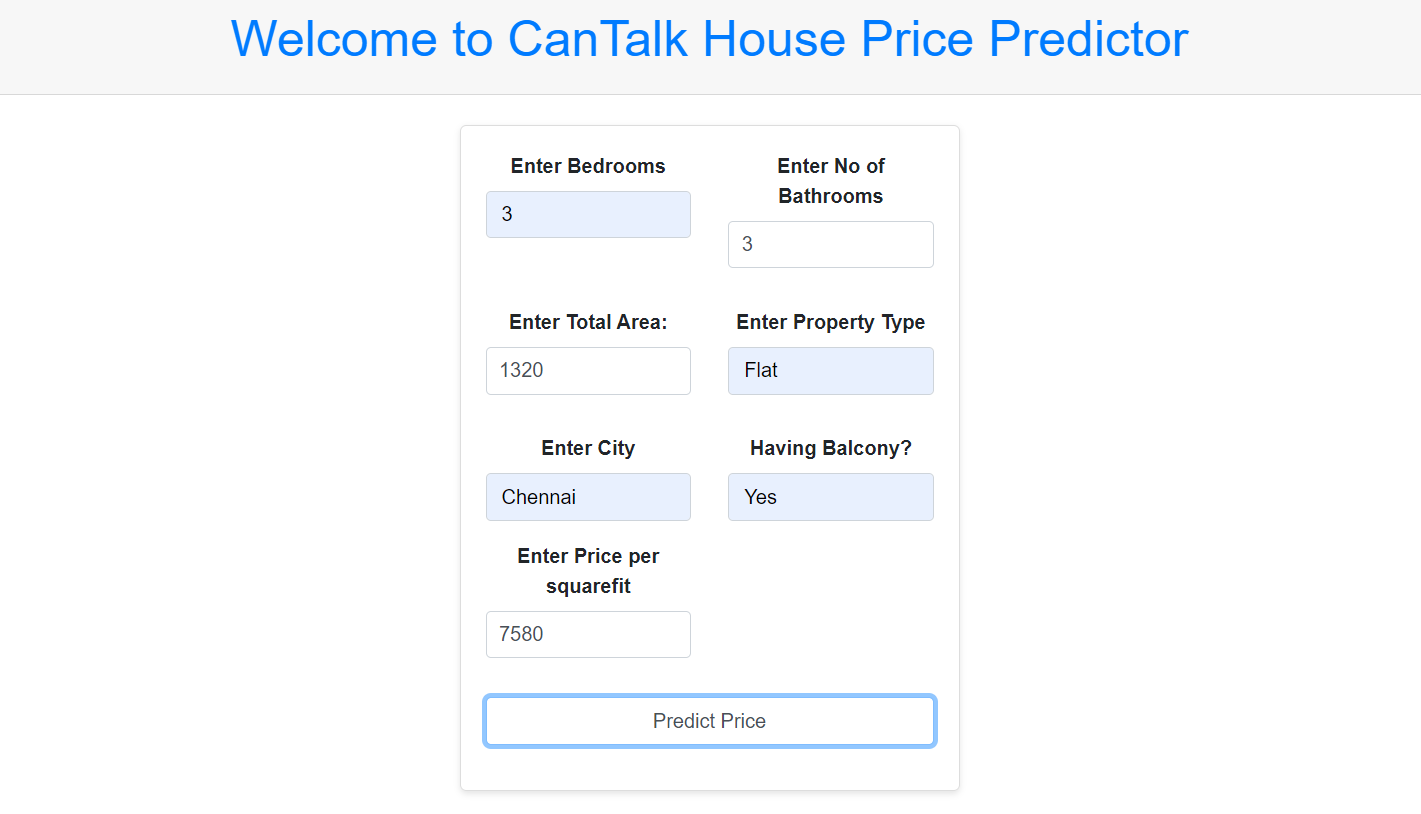 Welcome to CanTalk House Price Predictor
Enter Bedrooms
3
Enter No of
Bathrooms
3
Enter Total Area:
1320
Enter Property Type
Flat
Enter City
Chennai
Having Balcony?
Yes
Enter Price per
squarefit
7580
Predict Price